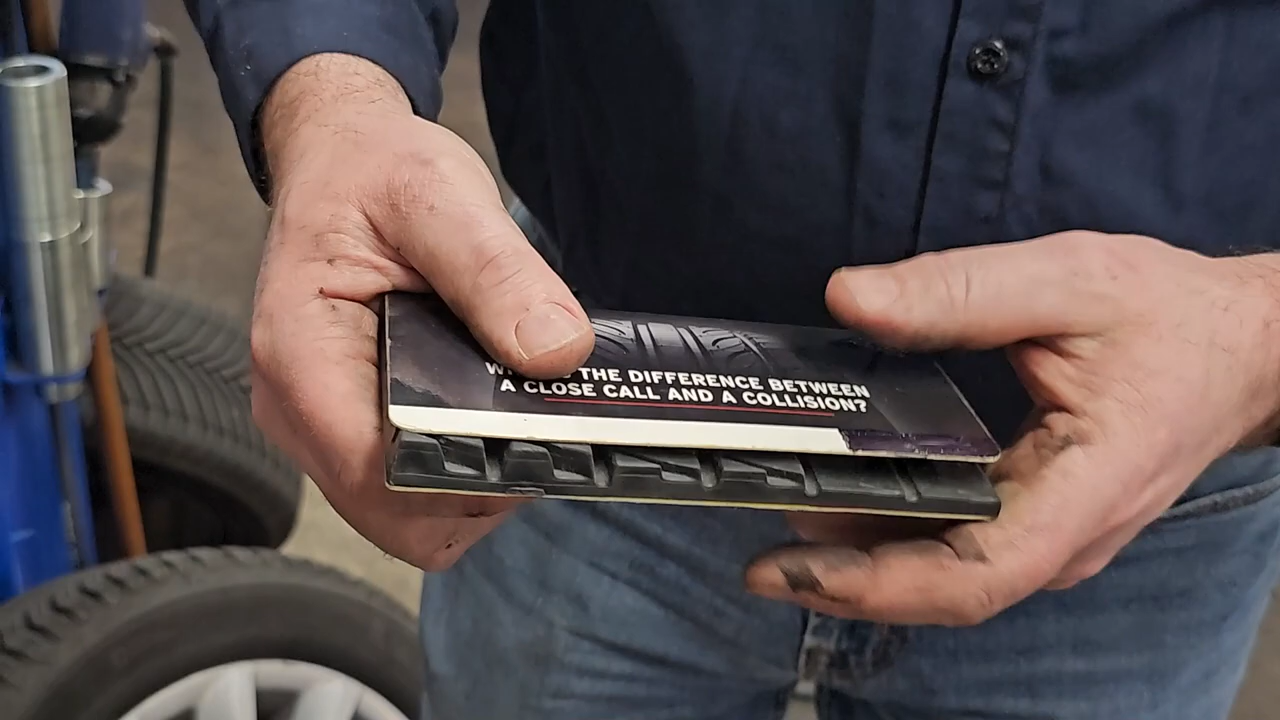 THE DIFFERENCE BETWEEN
A CLOSE CALL AND A COLLISION?